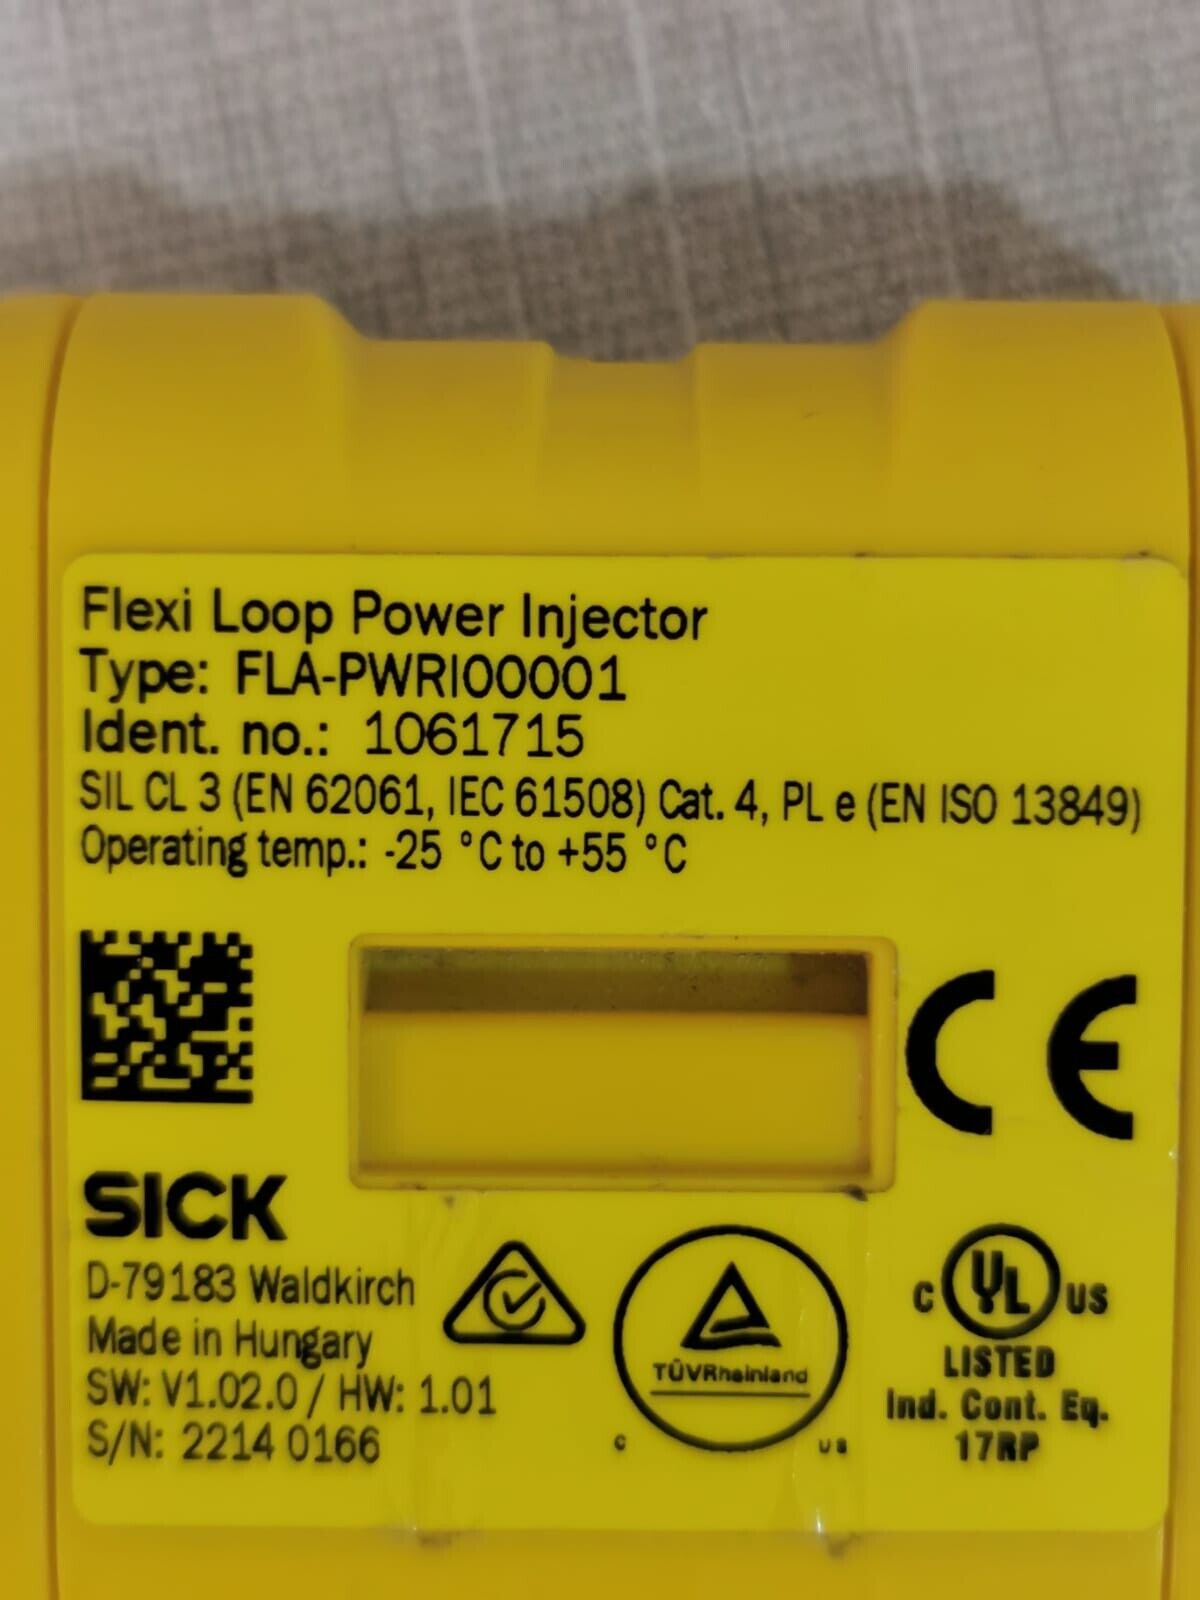 Flexi Loop Power Injector
Type: FLA-PWRI00001
Ident. no.: 1061715
SIL CL 3 (EN 62061, IEC 61508) Cat. 4, PL e (EN ISO 13849)
Operating temp.: -25 °C to +55 °C
CE
SICK
D-79183 Waldkirch
Made in Hungary
SW: V1.02.0 / HW: 1.01
S/N: 2214 0166
TÜVRheinland
C US
C UL US
LISTED
Ind. Cont. Eq.
17RP